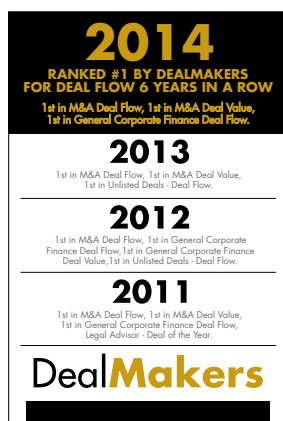 2014
RANKED #1 BY DEALMAKERS
FOR DEAL FLOW 6 YEARS IN A ROW
1st in M&A Deal Flow, 1st in M&A Deal Value,
1st in General Corporate Finance Deal Flow.
2013
1st in M&A Deal Flow, 1st in M&A Deal Value,
1st in Unlisted Deals - Deal Flow.
2012
1st in M&A Deal Flow, 1st in General Corporate
Finance Deal Flow,1st in General Corporate Finance
Deal Value,1st in Unlisted Deals - Deal Flow.
2011
1st in M&A Deal Flow, 1st in M&A Deal Value,
1st in General Corporate Finance Deal Flow,
Legal Advisor - Deal of the Year.
DealMakers